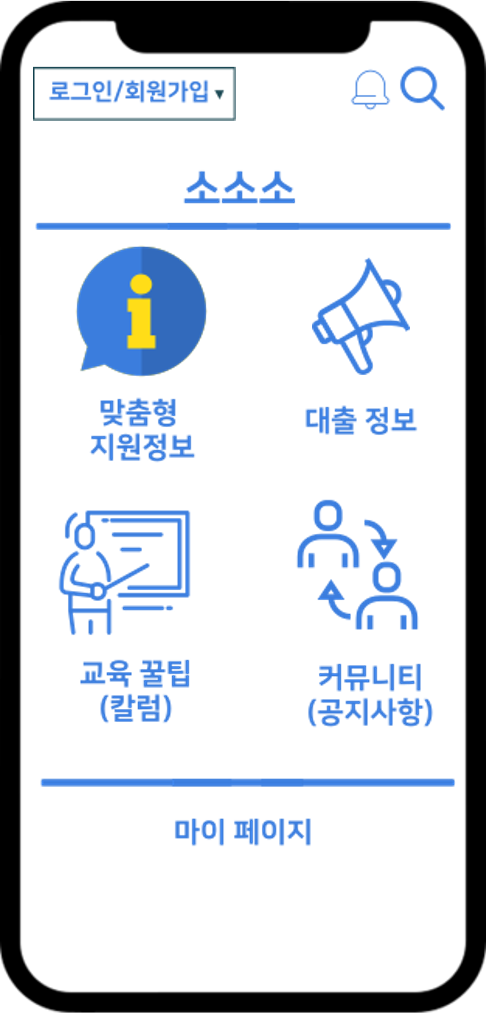 로그인/회원가입 ▾
소소소
맞춤형
지원정보
대출 정보
교육 꿀팁
(칼럼)
커뮤니티
(공지사항)
마이 페이지